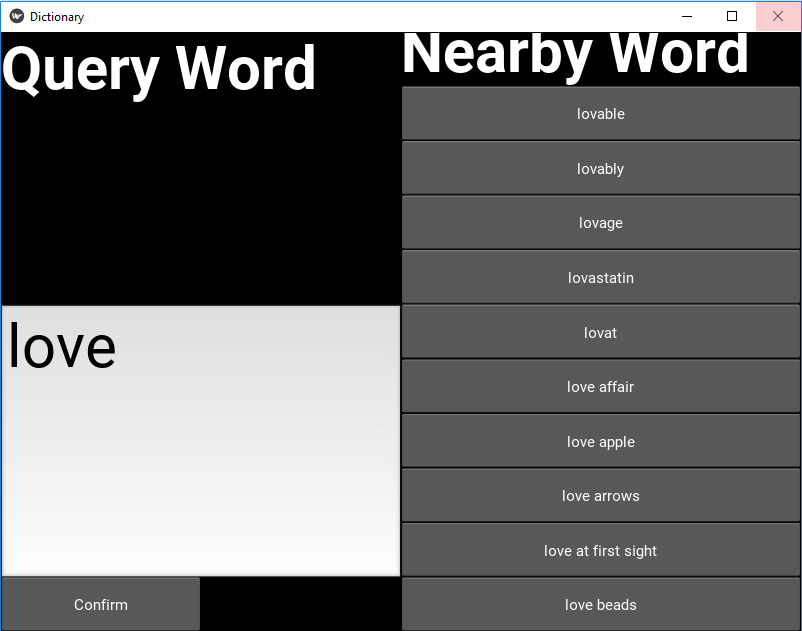 Dictionary
Query Word
love
Confirm
Nearby Word
lovable
lovably
lovage
lovastatin
lovat
love affair
love apple
love arrows
love at first sight
love beads